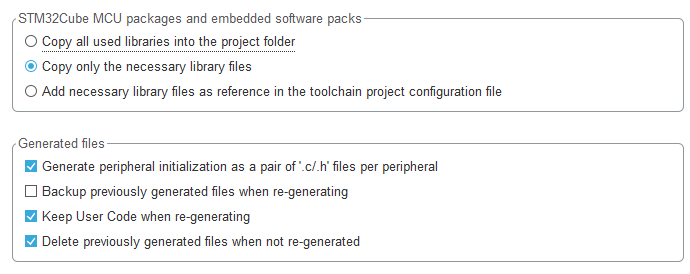 STM32Cube MCU packages and embedded software packs
Copy all used libraries into the project folder
Copy only the necessary library files
Add necessary library files as reference in the toolchain project configuration file
Generated files
Generate peripheral initialization as a pair of '.c/.h' files per peripheral
Backup previously generated files when re-generating
Keep User Code when re-generating
Delete previously generated files when not re-generated